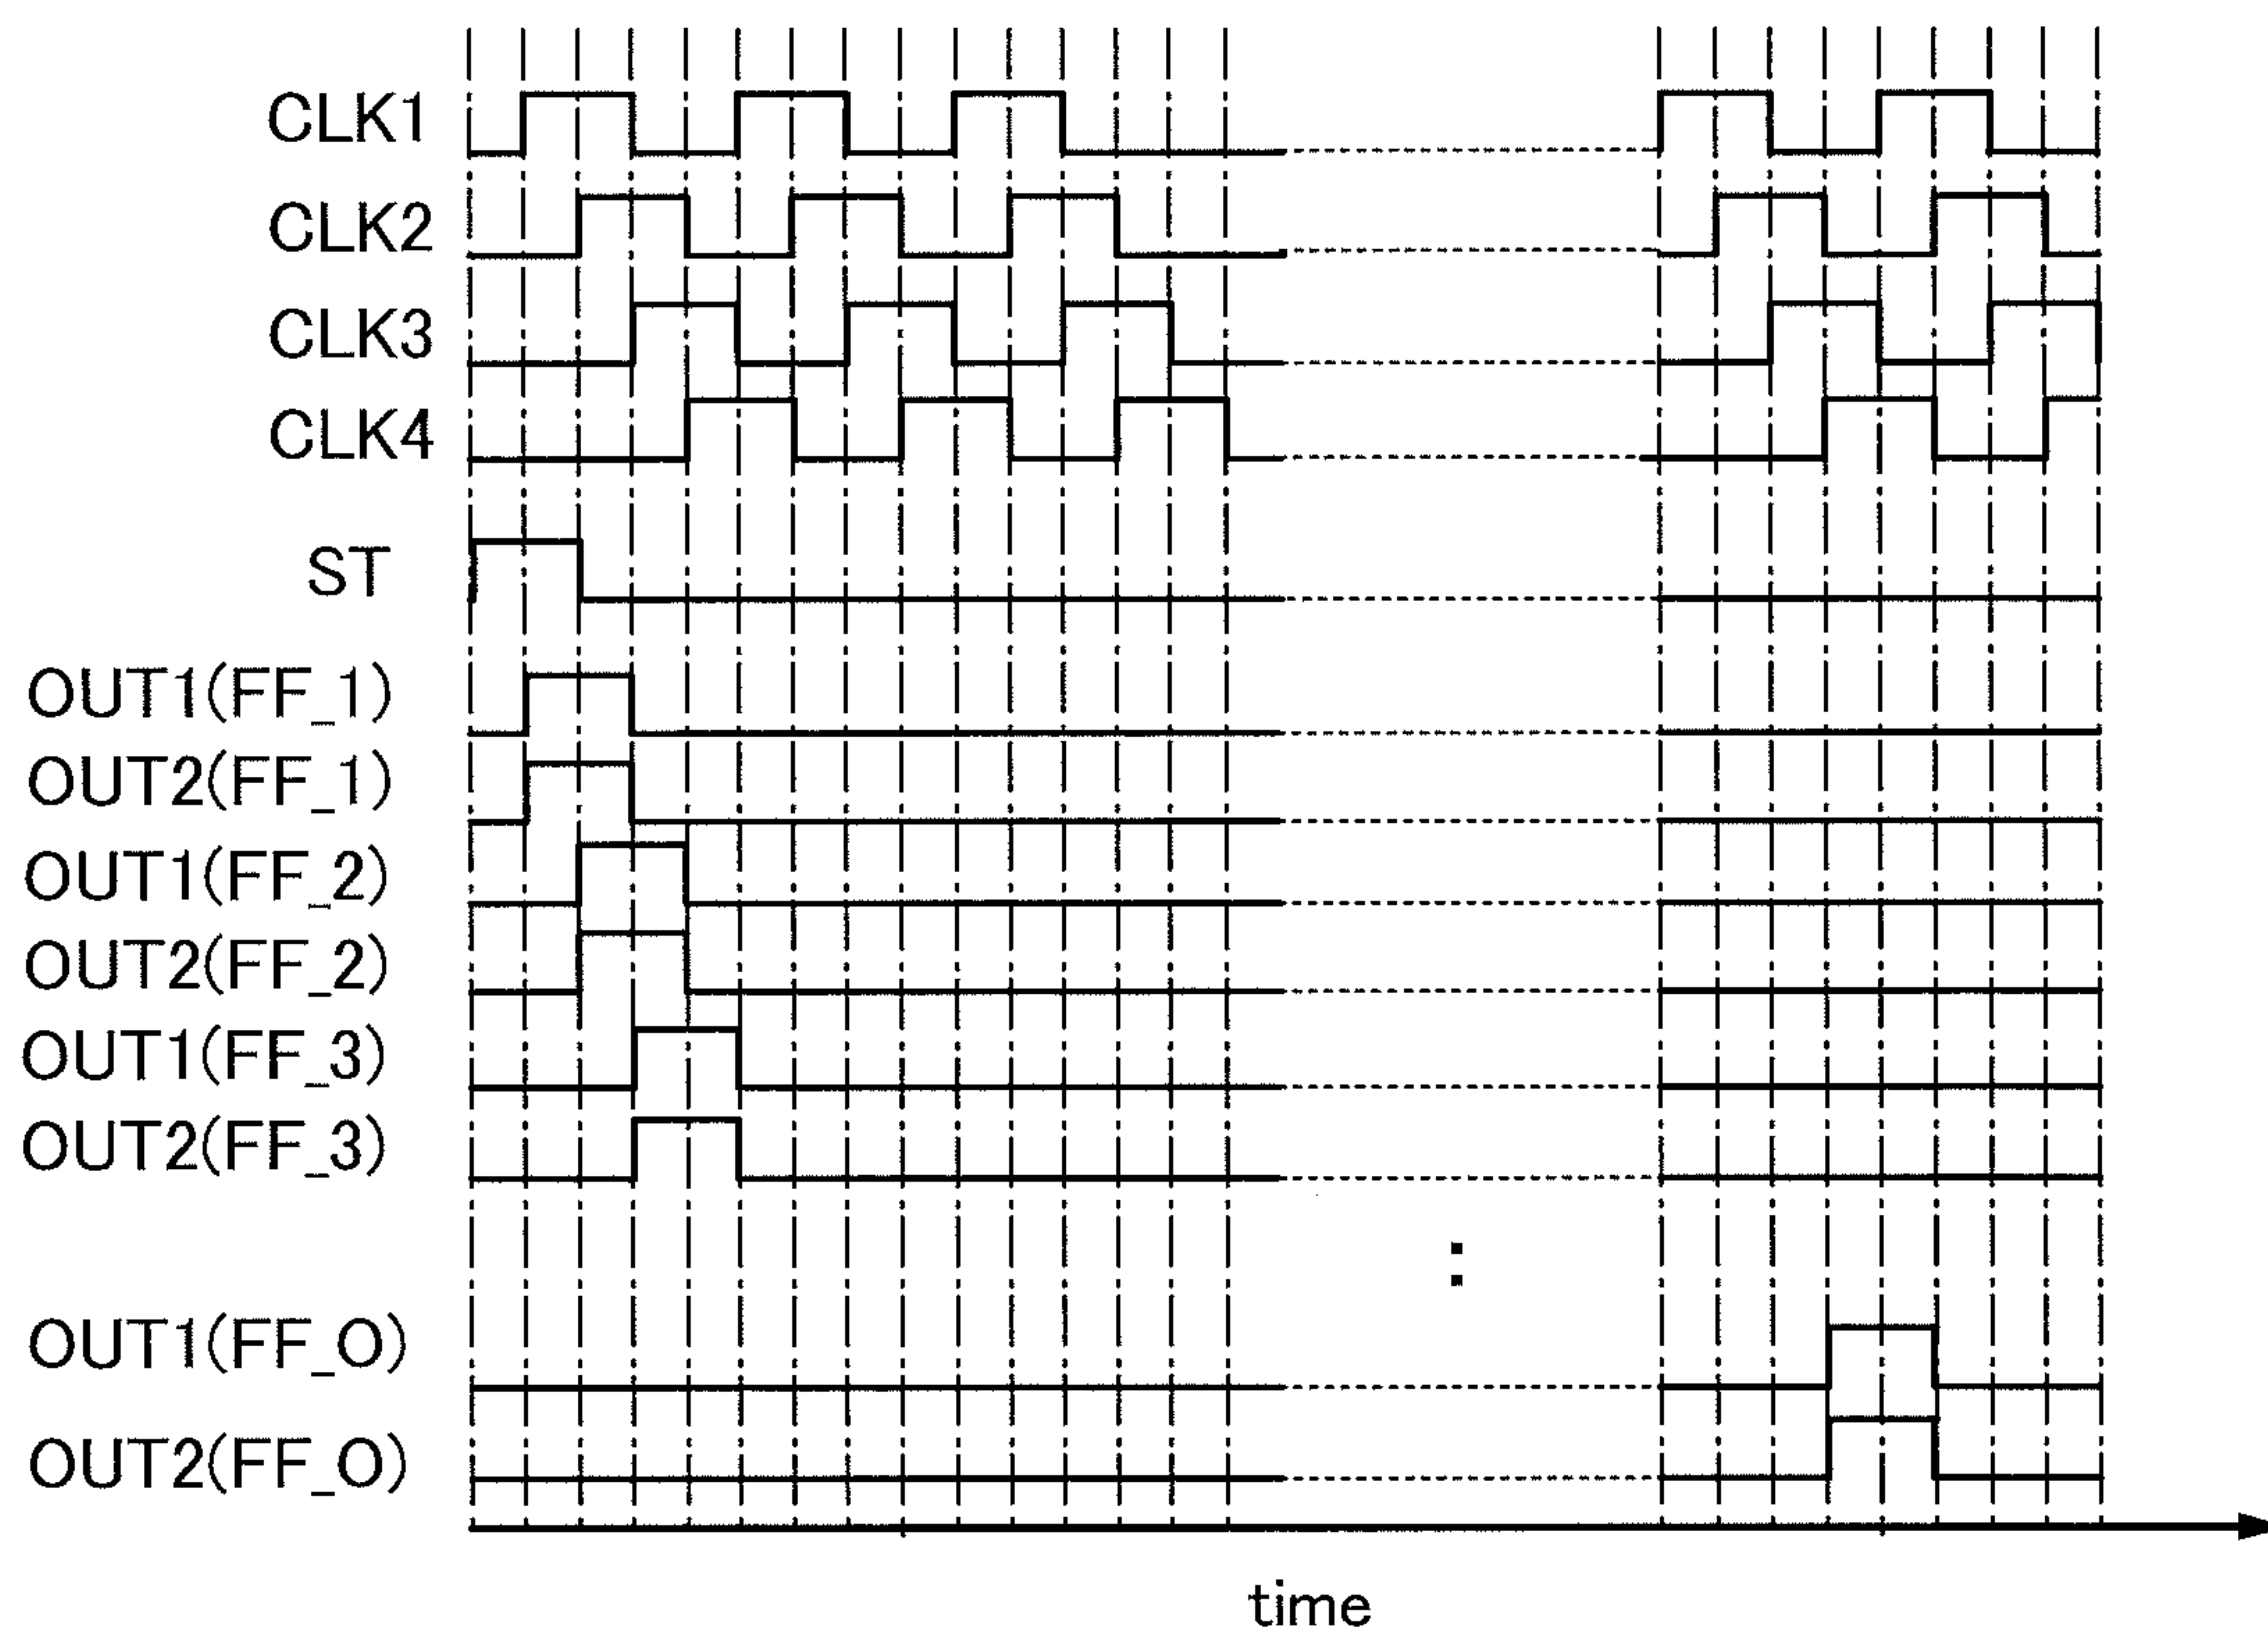 CLK1
CLK2
CLK3
CLK4
ST
OUT1(FF_1)
OUT2(FF_1)
OUT1(FF_2)
OUT2(FF_2)
OUT1(FF_3)
OUT2(FF_3)
:
OUT1(FF_O)
OUT2(FF_O)
time